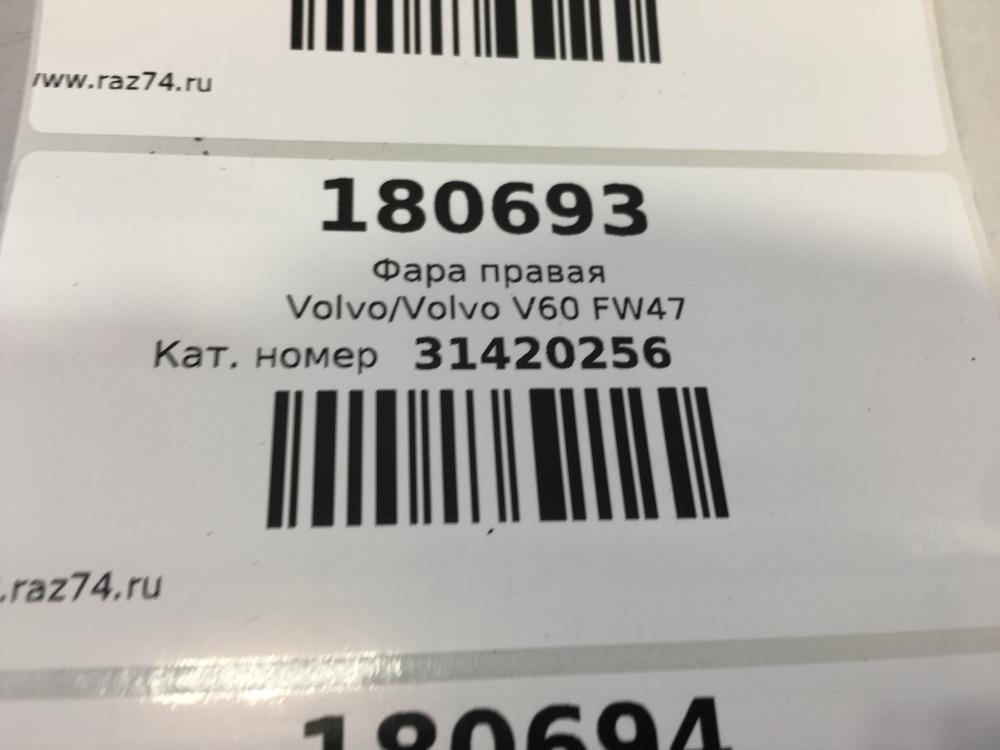 www.raz74.ru
180693
Фара правая
Volvo/Volvo V60 FW47
Кат. номер 31420256
.raz74.ru
180694